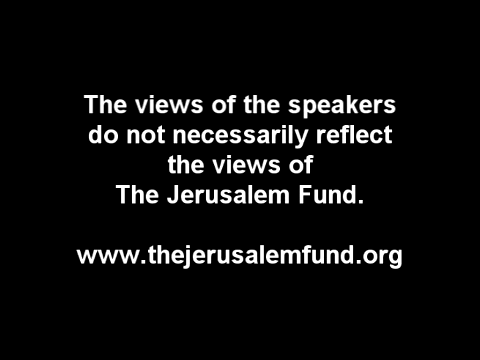 The views of the speakers
do not necessarily reflect
the views of
The Jerusalem Fund.
www.thejerusalemfund.org